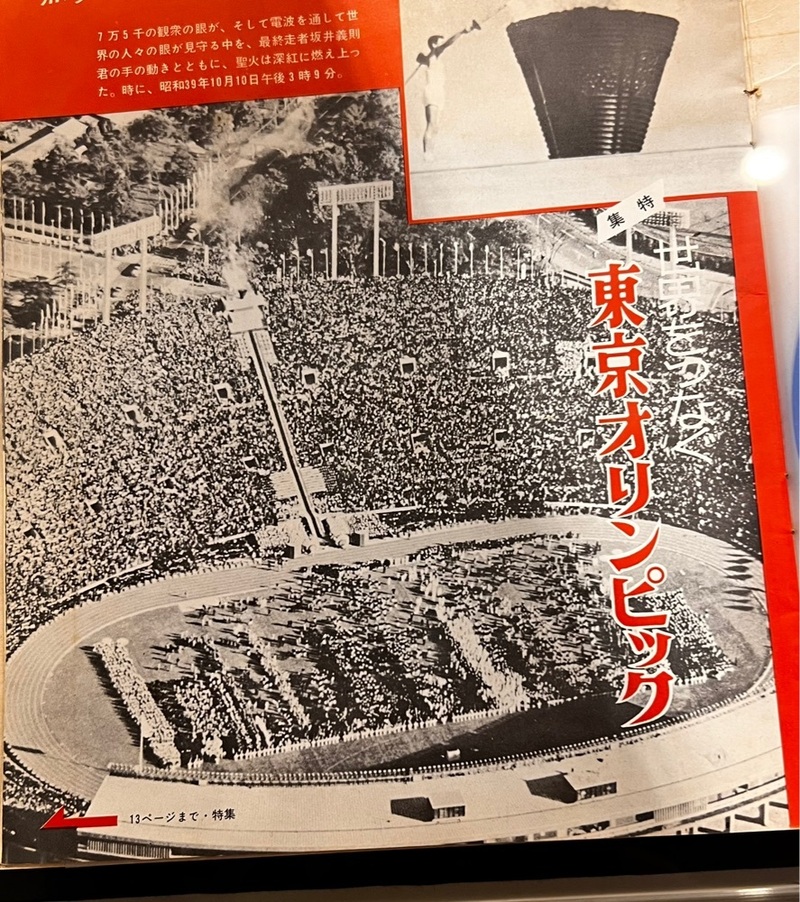 7万5千の観衆の眼が、そして電波を通して世
界の人々の眼が見守る中を、最終走者坂井義則
君の手の動きとともに、聖火は深紅に燃え上っ
た。時に、昭和39年10月10日午後3時9分。
特集
世界をつなぐ
東京オリンピック
13ページまで・特集